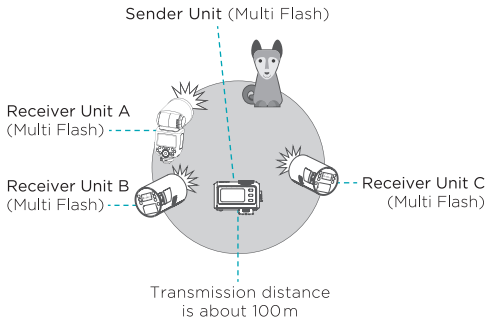 Sender Unit (Multi Flash)
Receiver Unit A
(Multi Flash)
Receiver Unit B
(Multi Flash)
Receiver Unit C
(Multi Flash)
Transmission distance
is about 100m